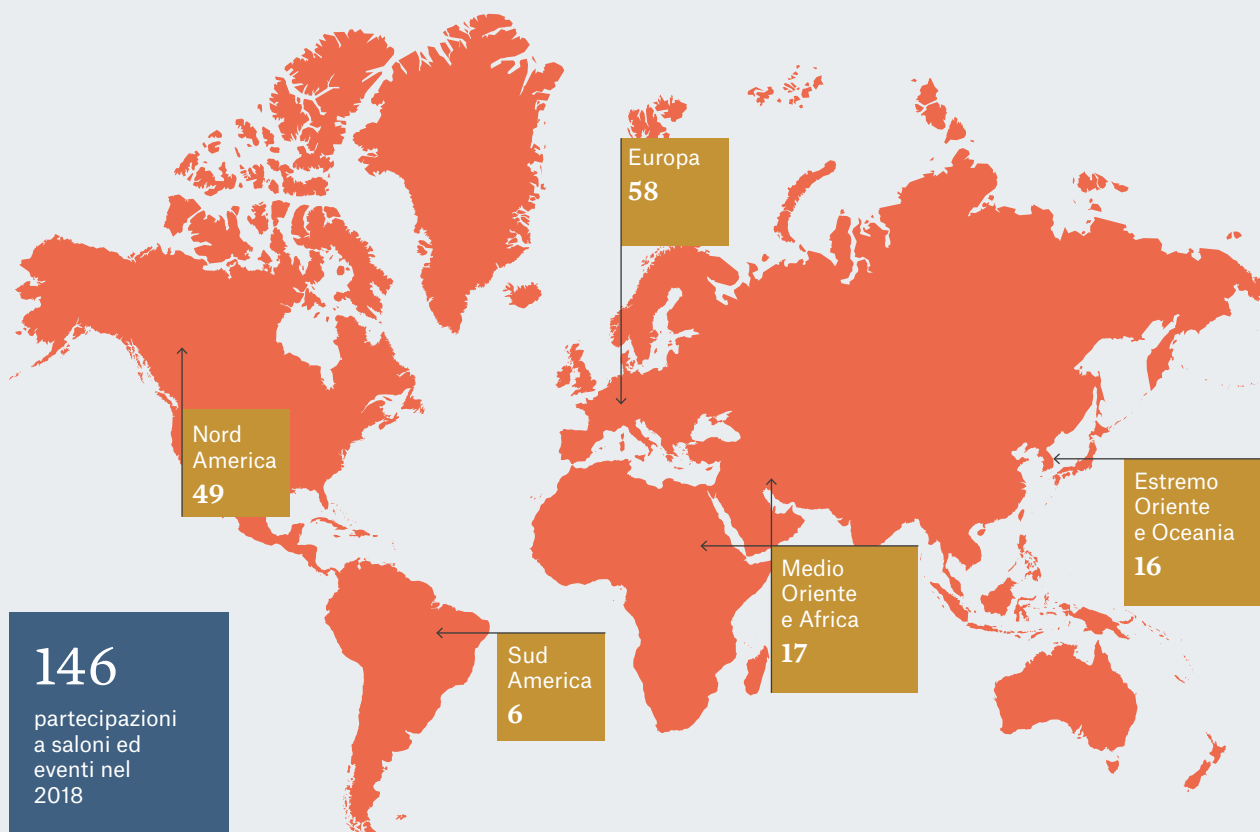 Europa
58
Nord
America
49
Estremo
Oriente
e Oceania
16
Medio
Oriente
e Africa
17
Sud
America
6
146
partecipazioni
a saloni ed
eventi nel
2018